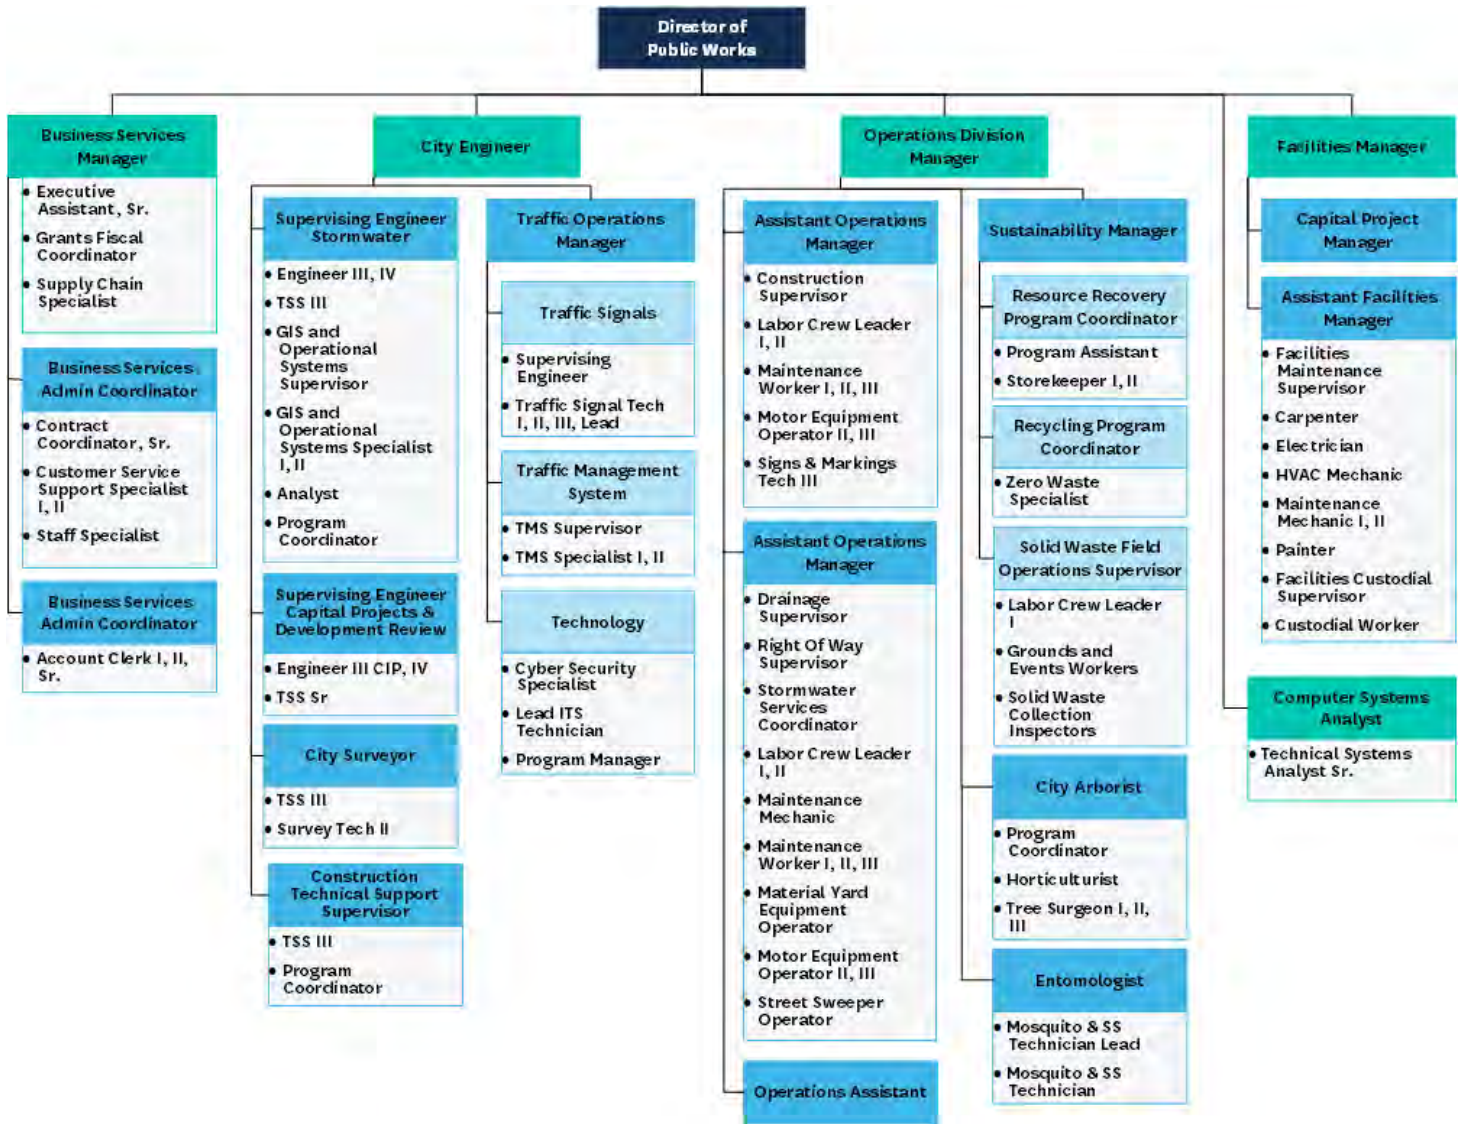 Director of
Public Works
Business Services
Manager
• Executive
Assistant, Sr.
• Grants Fiscal
Coordinator
• Supply Chain
Specialist
Business Services
Admin Coordinator
• Contract
Coordinator, Sr.
• Customer Service
Support Specialist
I, II
• Staff Specialist
Business Services
Admin Coordinator
• Account Clerk I, II,
Sr.
City Engineer
Supervising Engineer
Stormwater
• Engineer III, IV
• TSS III
• GIS and
Operational
Systems
Supervisor
• GIS and
Operational
Systems Specialist
I, II
• Analyst
• Program
Coordinator
Supervising Engineer
Capital Projects &
Development Review
• Engineer III CIP, IV
• TSS Sr
City Surveyor
• TSS III
• Survey Tech II
Construction
Technical Support
Supervisor
• TSS III
• Program
Coordinator
Traffic Operations
Manager
Traffic Signals
• Supervising
Engineer
• Traffic Signal Tech
I, II, III, Lead
Traffic Management
System
• TMS Supervisor
• TMS Specialist I, II
Technology
• Cyber Security
Specialist
• Lead ITS
Technician
• Program Manager
Operations Division
Manager
Assistant Operations
Manager
• Construction
Supervisor
• Labor Crew Leader
I, II
• Maintenance
Worker I, II, III
• Motor Equipment
Operator II, III
• Signs & Markings
Tech III
Assistant Operations
Manager
• Drainage
Supervisor
• Right Of Way
Supervisor
• Stormwater
Services
Coordinator
• Labor Crew Leader
I, II
• Maintenance
Mechanic
• Maintenance
Worker I, II, III
• Material Yard
Equipment
Operator
• Motor Equipment
Operator II, III
• Street Sweeper
Operator
Operations Assistant
Sustainability Manager
Resource Recovery
Program Coordinator
• Program Assistant
• Storekeeper I, II
Recycling Program
Coordinator
• Zero Waste
Specialist
Solid Waste Field
Operations Supervisor
• Labor Crew Leader
I
• Grounds and
Events Workers
• Solid Waste
Collection
Inspectors
City Arborist
• Program
Coordinator
• Horticulturist
• Tree Surgeon I, II,
III
Entomologist
• Mosquito & SS
Technician Lead
• Mosquito & SS
Technician
Facilities Manager
Capital Project
Manager
Assistant Facilities
Manager
• Facilities
Maintenance
Supervisor
• Carpenter
• Electrician
• HVAC Mechanic
• Maintenance
Mechanic I, II
• Painter
• Facilities Custodial
Supervisor
• Custodial Worker
Computer Systems
Analyst
• Technical Systems
Analyst Sr.